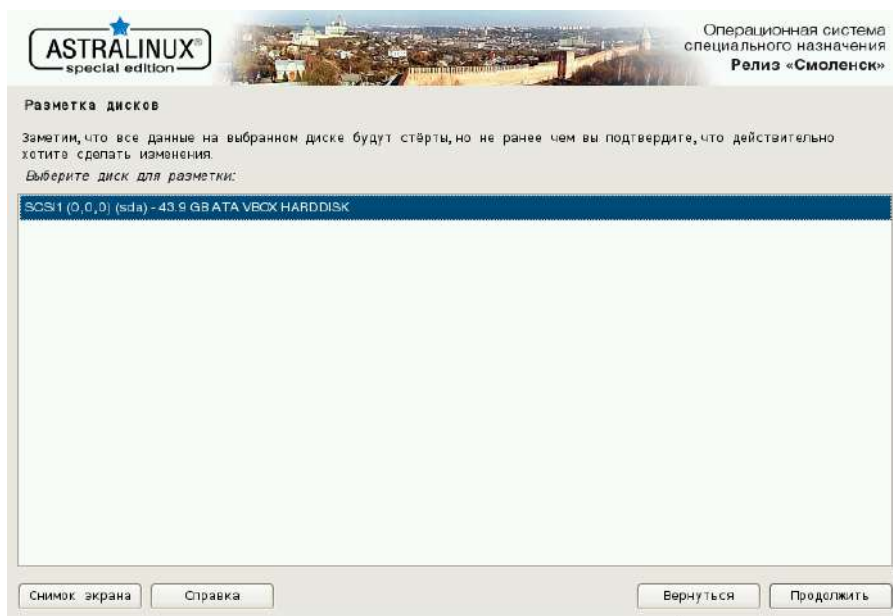 ASTRALINUX®
special edition
Операционная система
специального назначения
Релиз «Смоленск»
Разметка дисков
Заметим, что все данные на выбранном диске будут стёрты, но не ранее чем вы подтвердите, что действительно
хотите сделать изменения.
Выберите диск для разметки:
SCSI1 (0,0,0) (sda) - 43.9 GB ATA VBOX HARDDISK
Снимок экрана
Справка
Вернуться
Продолжить